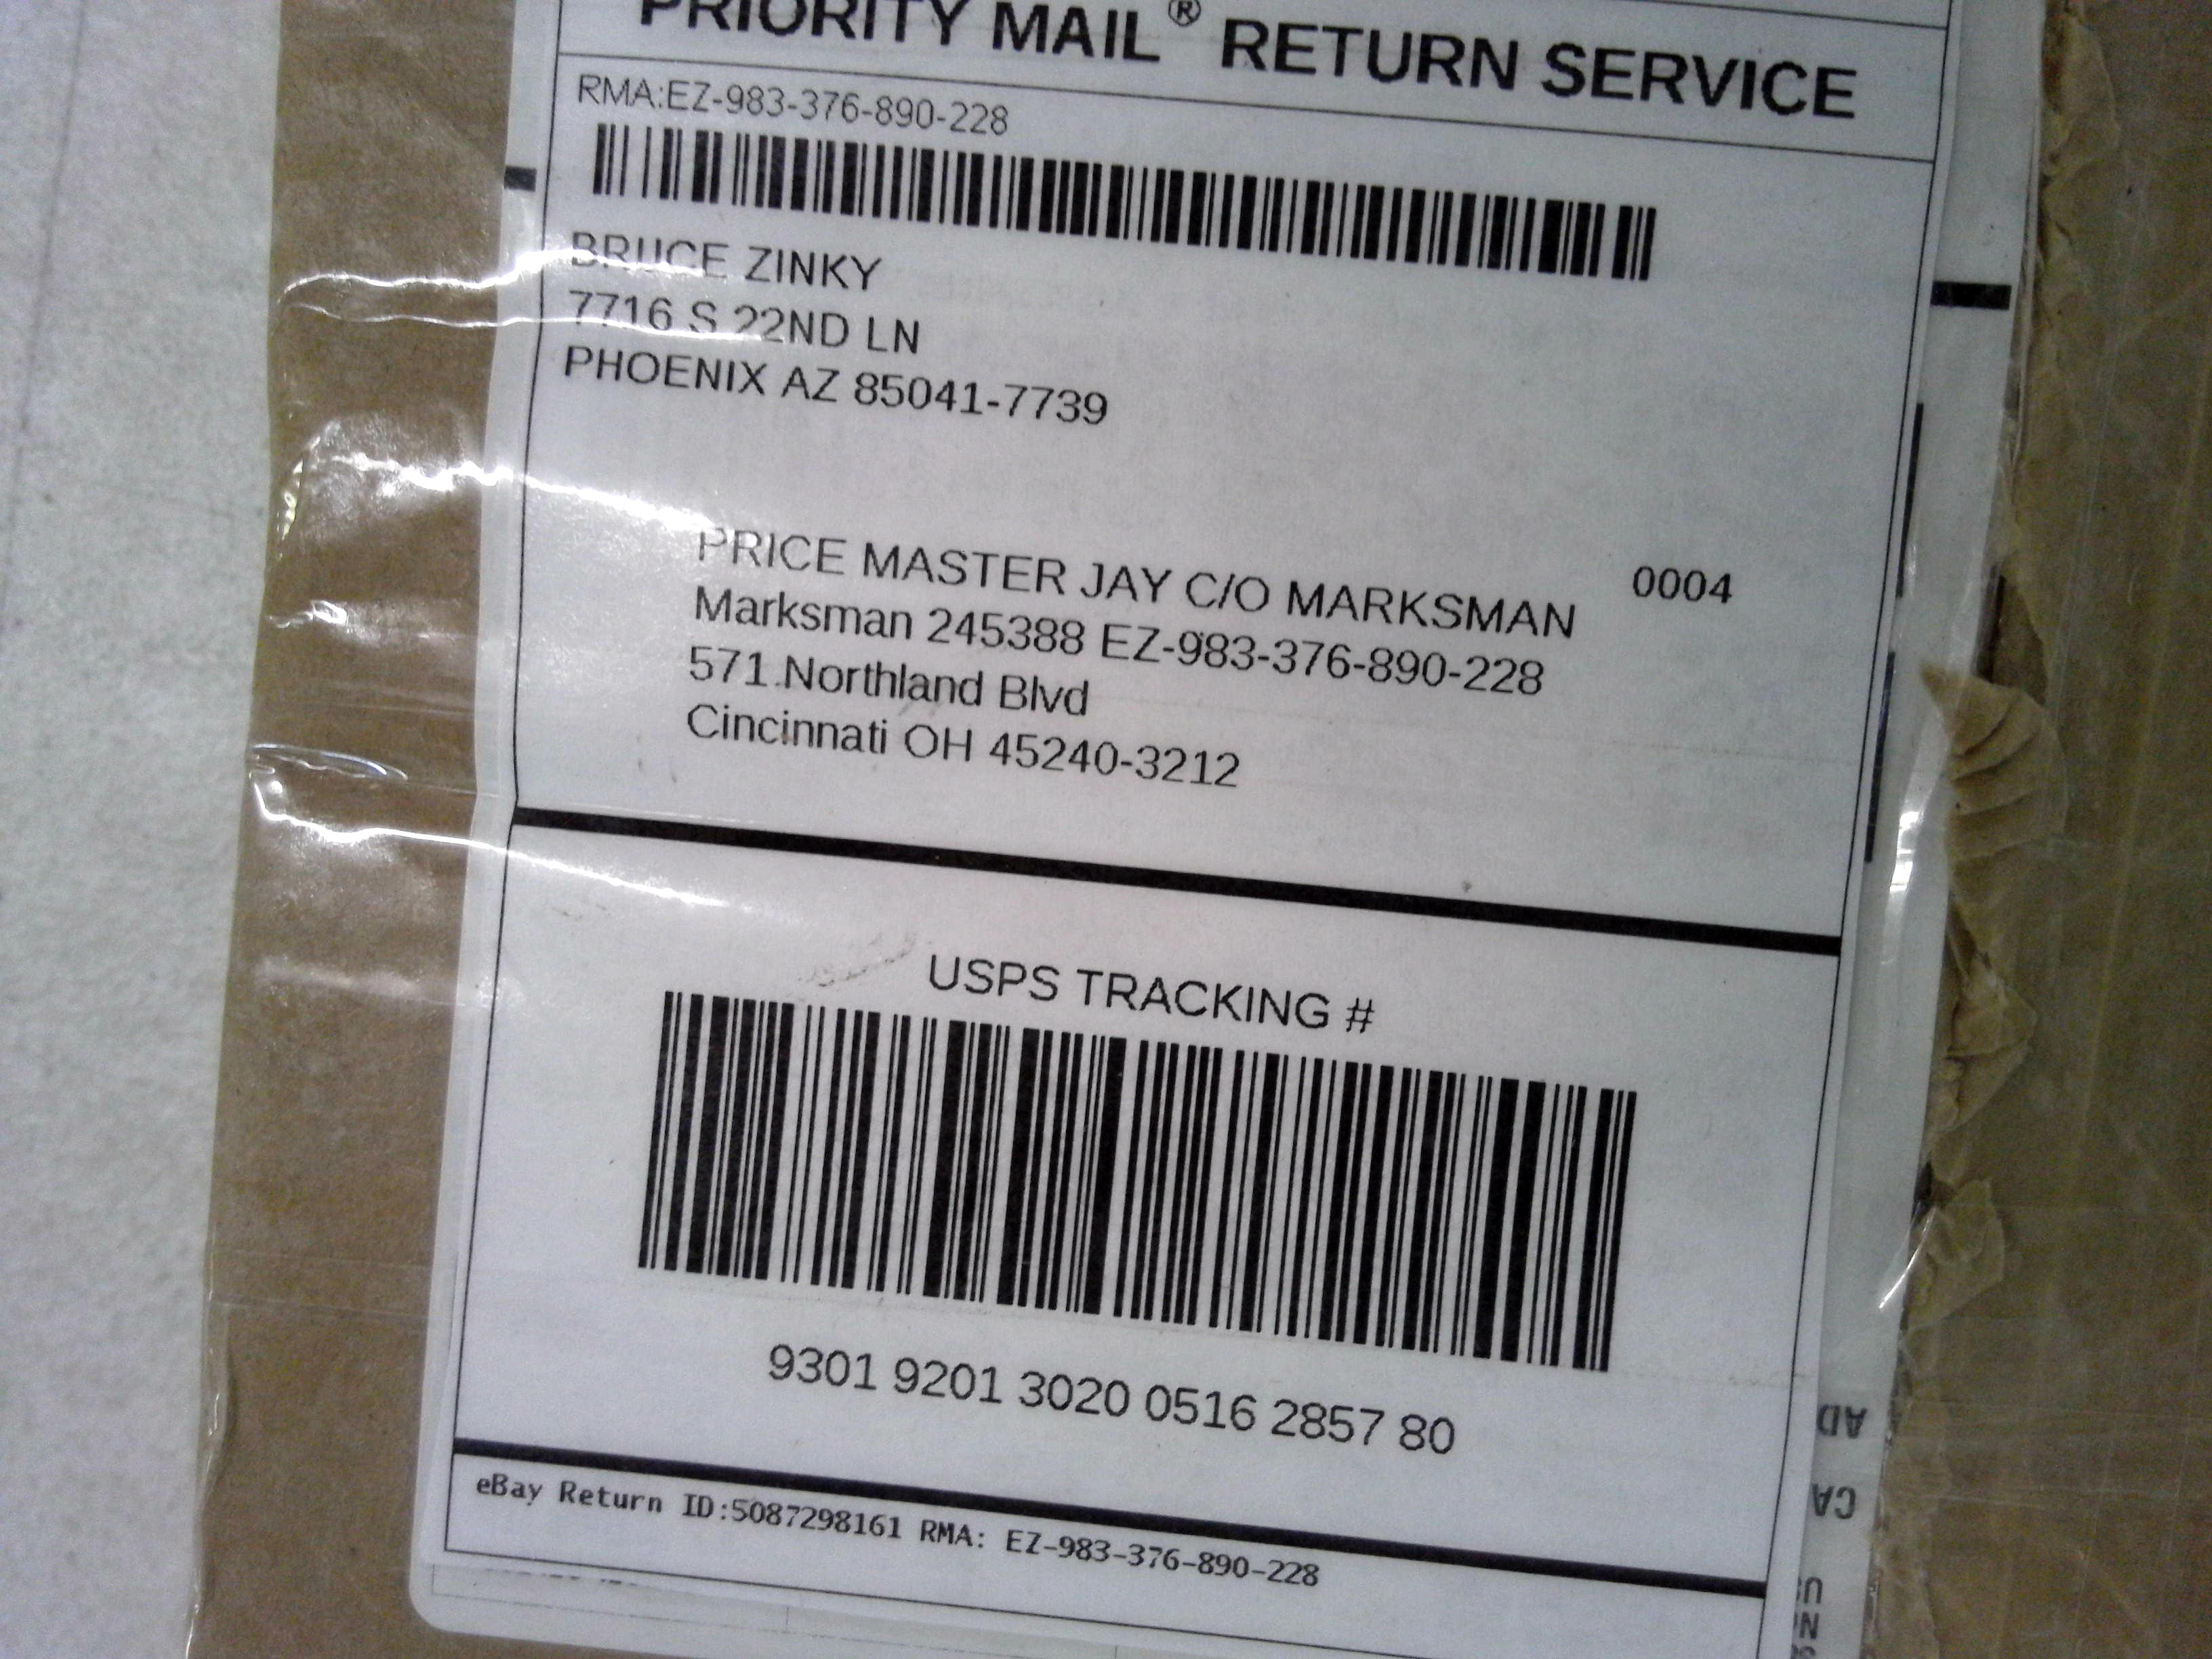 PRIORITY MAIL® RETURN SERVICE
RMA:EZ-983-376-890-228
BRUCE ZINKY
7716 S 22ND LN
PHOENIX AZ 85041-7739
0004
PRICE MASTER JAY C/O MARKSMAN
Marksman 245388 EZ-983-376-890-228
571 Northland Blvd
Cincinnati OH 45240-3212
USPS TRACKING #
9301 9201 3020 0516 2857 80
eBay Return ID:5087298161 RMA: EZ-983-376-890-228
AD
CA